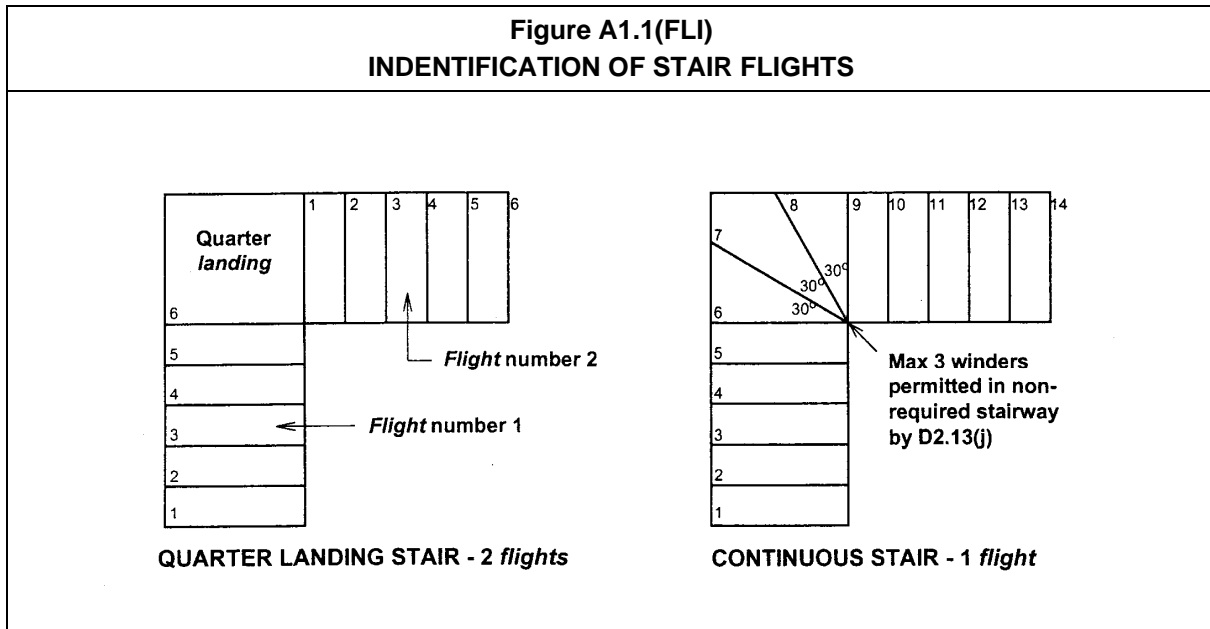 Figure A1.1(FLI)
INDENTIFICATION OF STAIR FLIGHTS
Quarter
landing
1 2 3 4 5 6
6
5
4
3
2
1
Flight number 2
Flight number 1
QUARTER LANDING STAIR - 2 flights
7
8
9 10 11 12 13 14
30°
30°
30°
6
5
4
3
2
1
Max 3 winders
permitted in non-
required stairway
by D2.13(j)
CONTINUOUS STAIR - 1 flight